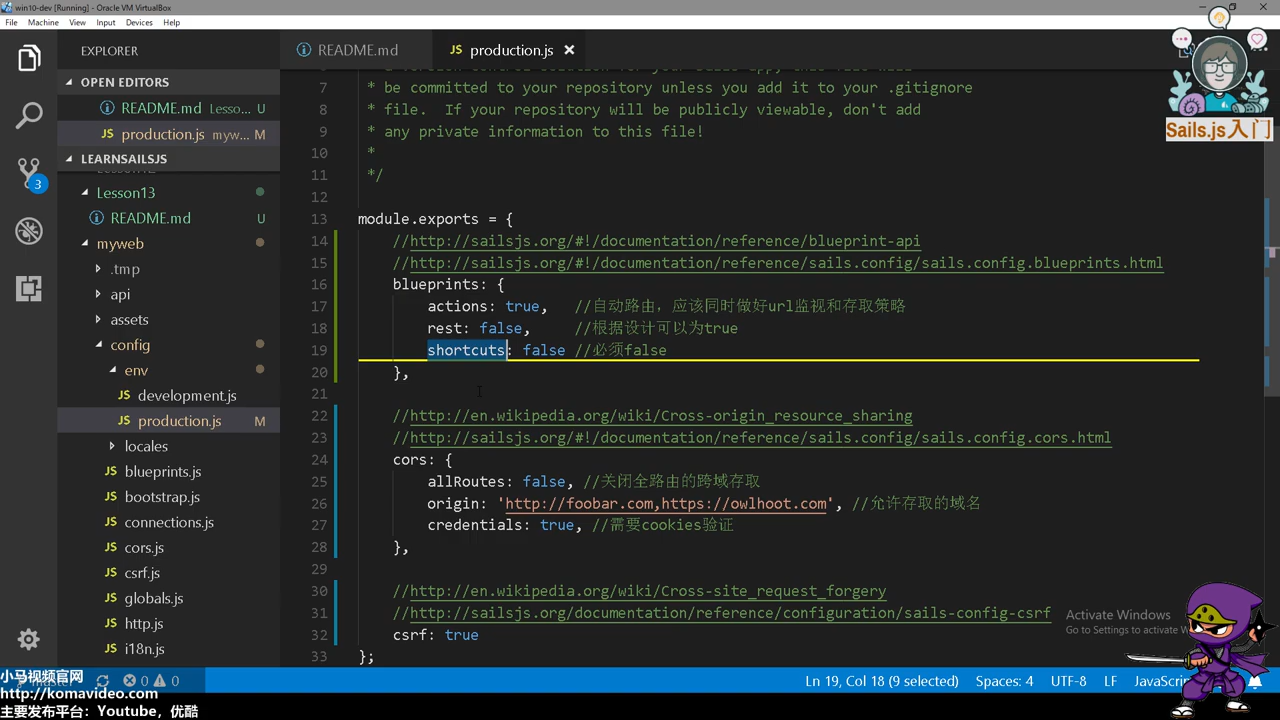 win10-dev [Running] - Oracle VM VirtualBox
File Machine View Input Devices Help
EXPLORER
README.md
JS production.js
OPEN EDITORS
README.md Lesso... U
JS production.js myw... M
LEARNSAILSJS
Lesson13
README.md U
myweb
.tmp
api
assets
config
env
JS development.js
JS production.js M
locales
JS blueprints.js
JS bootstrap.js
JS connections.js
JS cors.js
JS csrf.js
JS globals.js
JS http.js
JS i18n.js
3
7 * be committed to your repository unless you add it to your .gitignore
8 * file.  If your repository will be publicly viewable, don't add
9 * any private information to this file!
10 *
11 */
12
13 module.exports = {
14 //http://sailsjs.org/#!/documentation/reference/blueprint-api
15 //http://sailsjs.org/#!/documentation/reference/sails.config/sails.config.blueprints.html
16 blueprints: {
17 actions: true, //自动路由，应该同时做好url监视和存取策略
18 rest: false, //根据设计可以为true
19 shortcuts: false //必须false
20 },
21
22 //http://en.wikipedia.org/wiki/Cross-origin_resource_sharing
23 //http://sailsjs.org/#!/documentation/reference/sails.config/sails.config.cors.html
24 cors: {
25 allRoutes: false, //关闭全路由的跨域存取
26 origin: 'http://foobar.com,https://owlhoot.com', //允许存取的域名
27 credentials: true, //需要cookies验证
28 },
29
30 //http://en.wikipedia.org/wiki/Cross-site_request_forgery
31 //http://sailsjs.org/documentation/reference/configuration/sails-config-csrf
32 csrf: true
33 };
Sails.js入门
Activate Windows
Go to Settings to activate W
小马视频官网
http://komavideo.com
主要发布平台：Youtube，优酷
0 0
Ln 19, Col 18 (9 selected) Spaces: 4 UTF-8 LF JavaScri